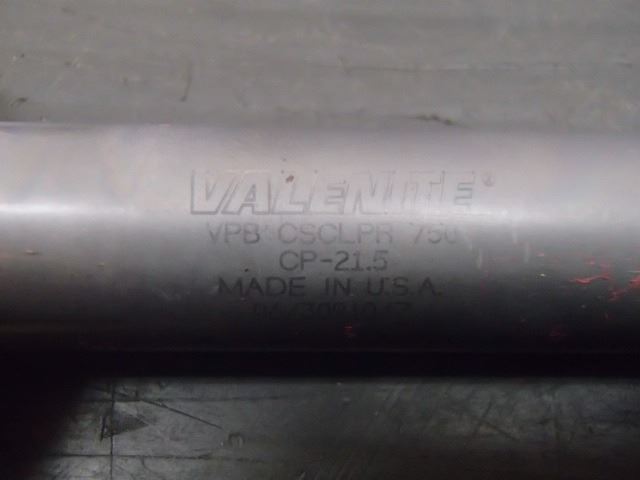 VALENITE®
VPB CSCLPR 750
CP-21.5
MADE IN U.S.A.